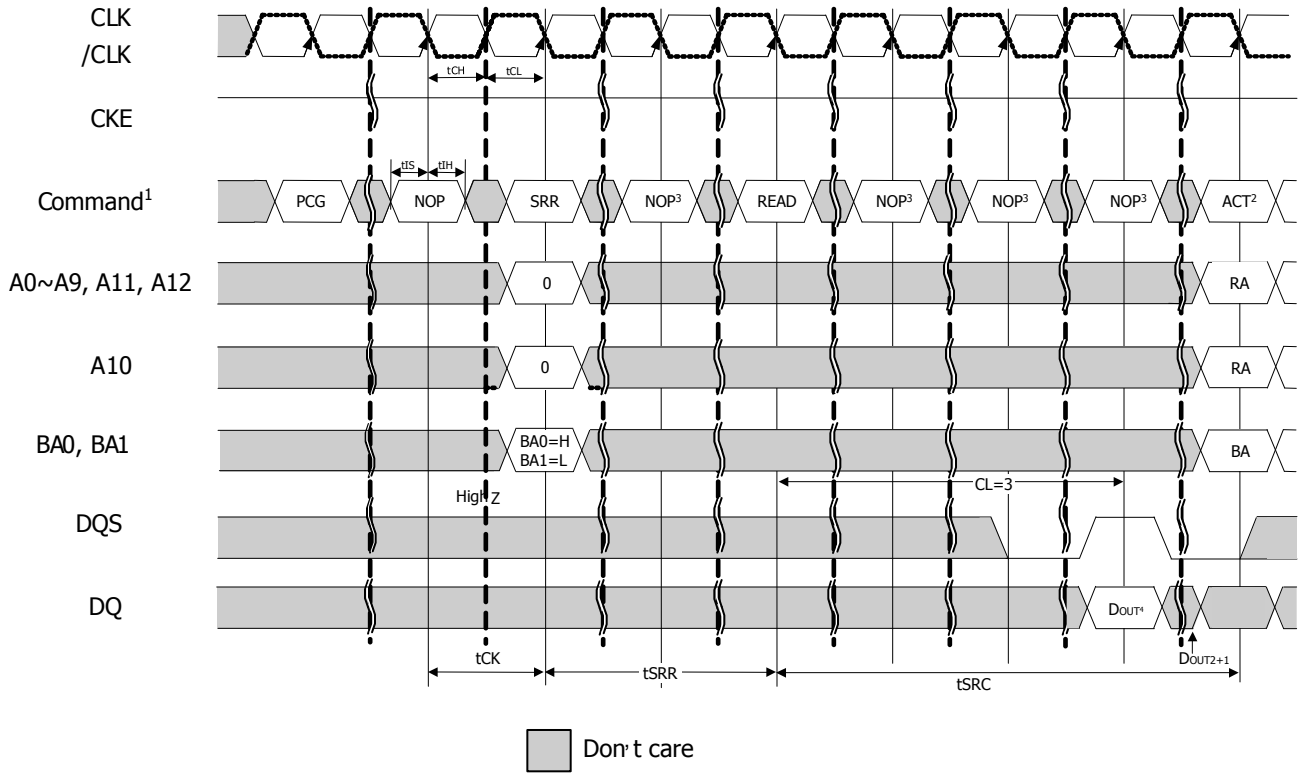 CLK
/CLK
tCH tCL
CKE
tIS tIH
Command¹ PCG NOP SRR NOP³ READ NOP³ NOP³ NOP³ ACT²
A0~A9, A11, A12 0 RA
A10 0 RA
BA0, BA1 BA0=H BA1=L BA
CL=3
High Z
DQS
DQ DOUT⁴
DOUT2+1
tCK tSRR tSRC
Don't care